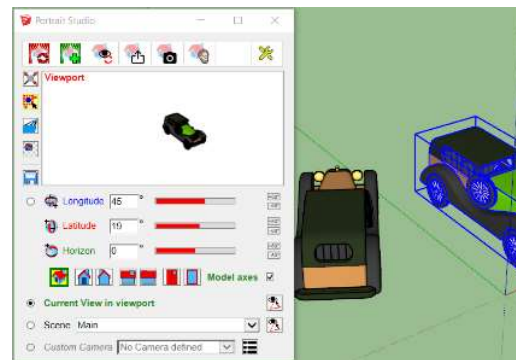 Portrait Studio
Viewport
Longitude 45 °
Latitude 19 °
Horizon 0 °
Model axes
Current View in viewport
Scene Main
Custom Camera No Camera defined